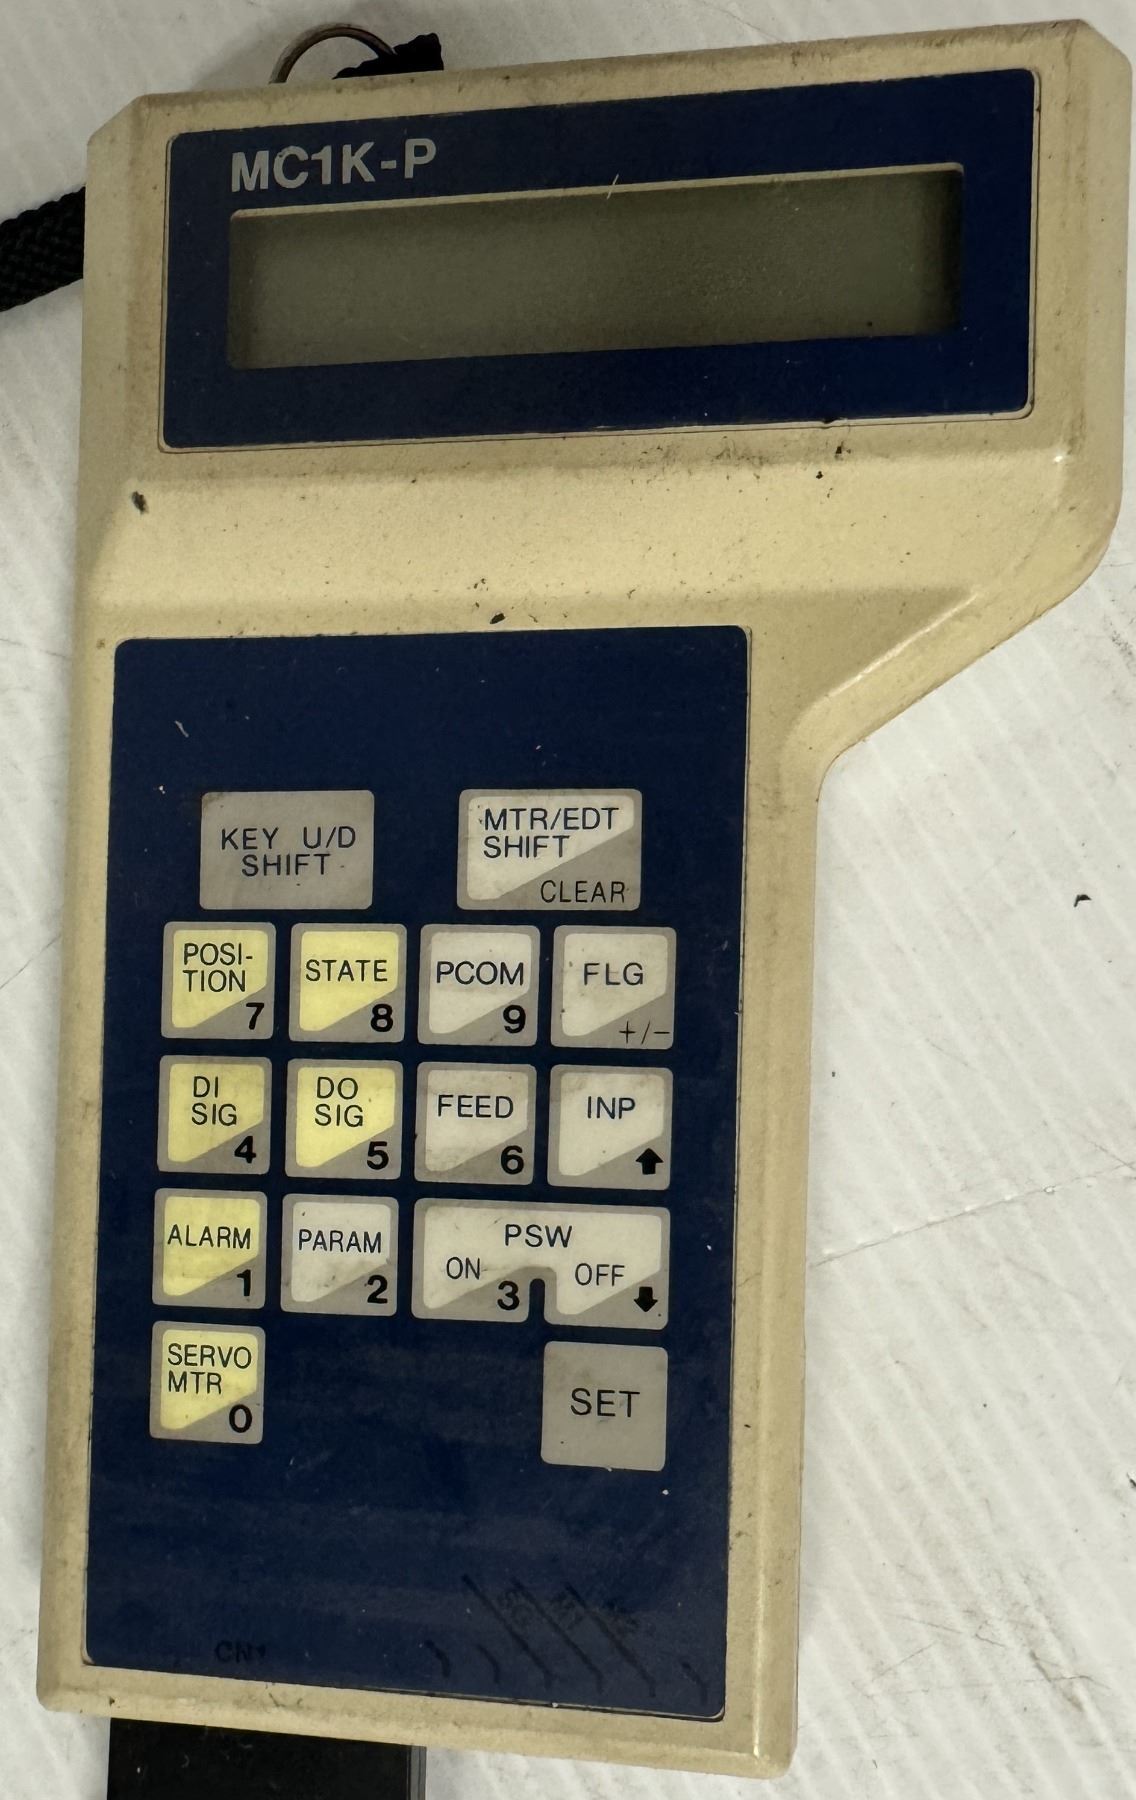 MC1K-P
KEY U/D
SHIFT
MTR/EDT
SHIFT
CLEAR
POSI-
TION
7
STATE
8
PCOM
9
FLG
+/-
DI
SIG
4
DO
SIG
5
FEED
6
INP
ALARM
1
PARAM
2
PSW
ON
3
OFF
SERVO
MTR
0
SET